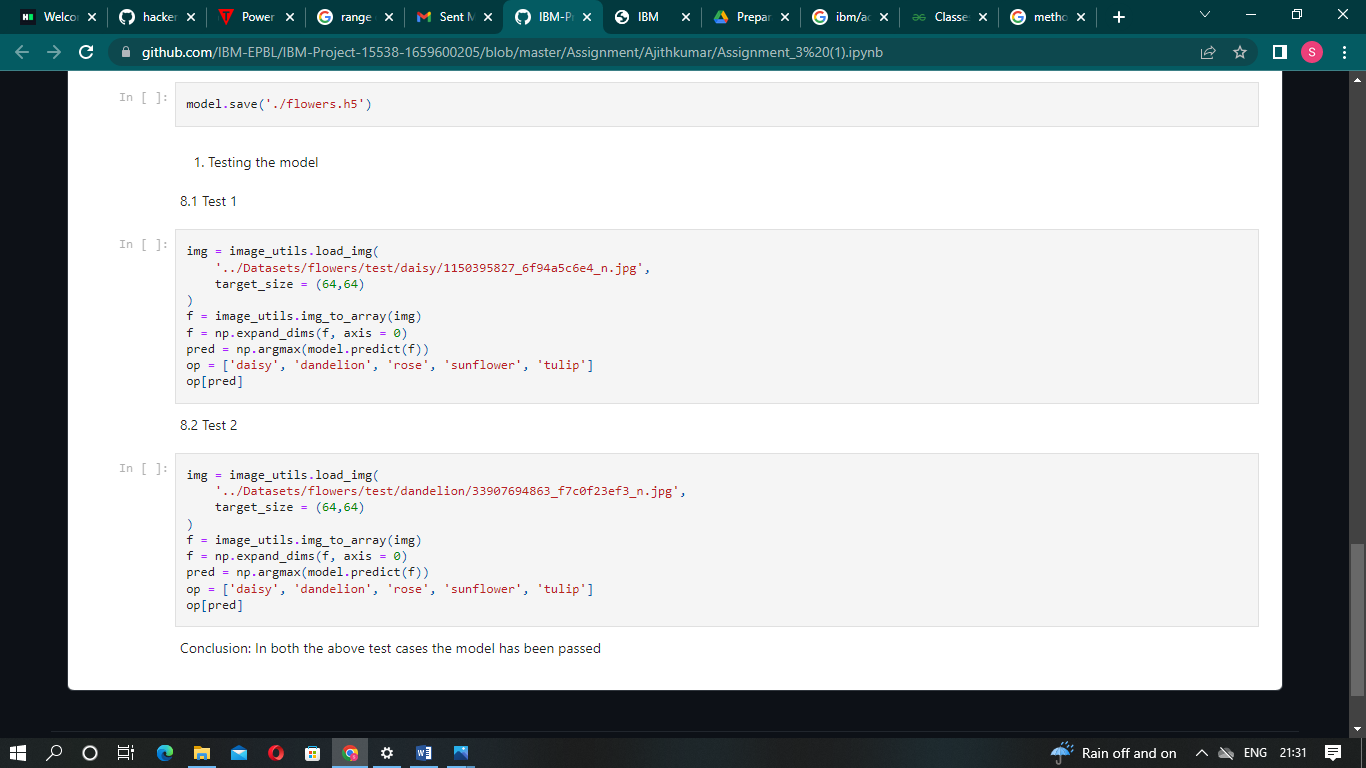 Welcor
hacker
Power
range
Sent M
IBM-Pr
IBM
Prepar
ibm/ac
Classe
metho
github.com/IBM-EPBL/IBM-Project-15538-1659600205/blob/master/Assignment/Ajithkumar/Assignment_3%20(1).ipynb
S
In [ ]:
model.save('./flowers.h5')
1. Testing the model
8.1 Test 1
In [ ]:
img = image_utils.load_img(
'../Datasets/flowers/test/daisy/1150395827_6f94a5c6e4_n.jpg',
target_size = (64,64)
)
f = image_utils.img_to_array(img)
f = np.expand_dims(f, axis = 0)
pred = np.argmax(model.predict(f))
op = ['daisy', 'dandelion', 'rose', 'sunflower', 'tulip']
op[pred]
8.2 Test 2
In [ ]:
img = image_utils.load_img(
'../Datasets/flowers/test/dandelion/33907694863_f7c0f23ef3_n.jpg',
target_size = (64,64)
)
f = image_utils.img_to_array(img)
f = np.expand_dims(f, axis = 0)
pred = np.argmax(model.predict(f))
op = ['daisy', 'dandelion', 'rose', 'sunflower', 'tulip']
op[pred]
Conclusion: In both the above test cases the model has been passed
Rain off and on
ENG
21:31